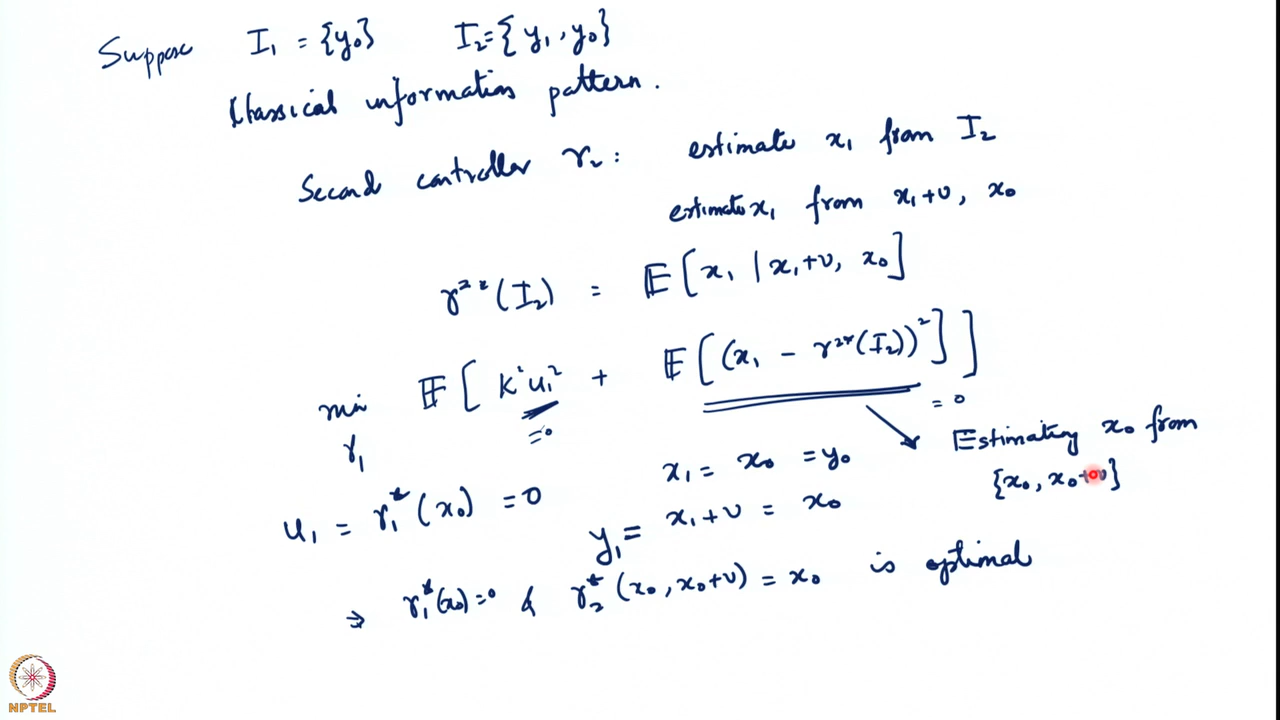 Suppose I₁ = {y₀} I₂ = {y₁, y₀}
Classical information pattern.
Second controller γ₂ : estimate x₁ from I₂
estimate x₁ from x₁+v, x₀
γ²*(I₂) = 𝔼[x₁ | x₁+v, x₀]
min γ₁ 𝔼[k²u₁² + 𝔼[(x₁ - γ²*(I₂))²]]
=0 = 0
Estimating x₀ from
{x₀, x₀+v}
x₁ = x₀ = y₀
u₁ = γ₁*(x₀) = 0
y₁ = x₁+v = x₀
⇒ γ₁*(x₀)=0 & γ₂*(x₀, x₀+v) = x₀ is optimal
NPTEL